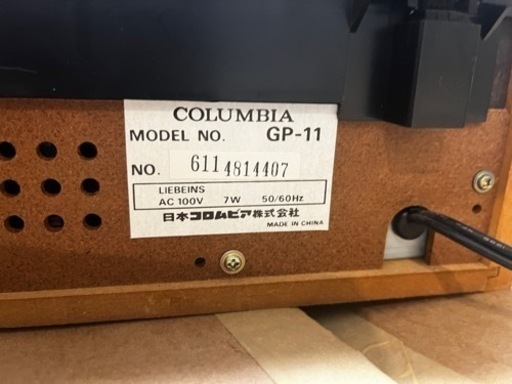 COLUMBIA
MODEL NO. GP-11
NO. 6114814407
LIEBEINS
AC 100V 7W 50/60Hz
日本コロムビア株式会社
MADE IN CHINA